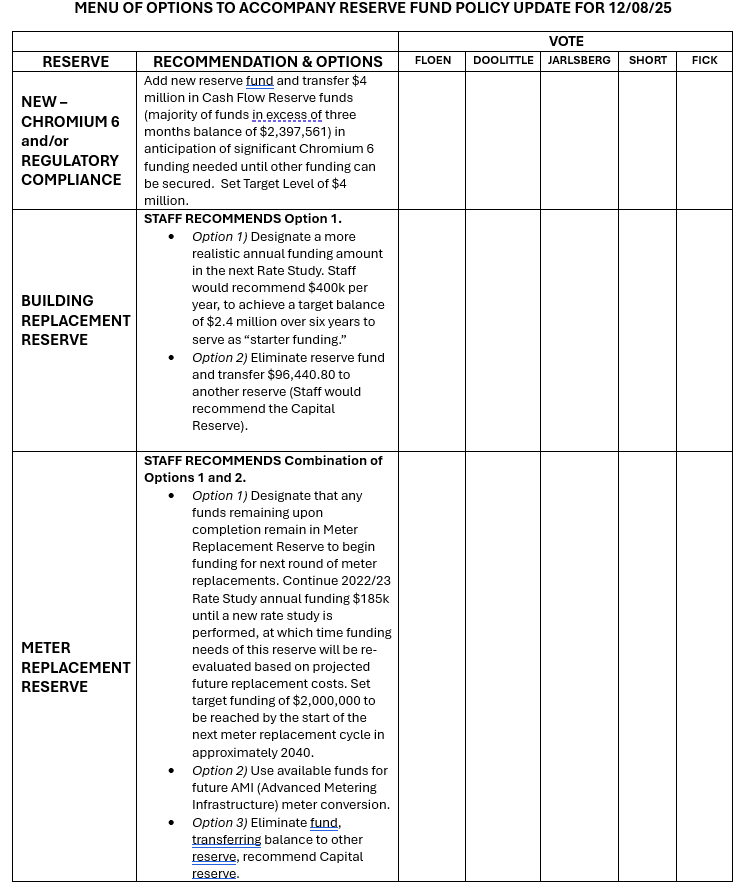 MENU OF OPTIONS TO ACCOMPANY RESERVE FUND POLICY UPDATE FOR 12/08/25
VOTE
RESERVE RECOMMENDATION & OPTIONS FLOEN DOOLITTLE JARLSBERG SHORT FICK
NEW –
CHROMIUM 6
and/or
REGULATORY
COMPLIANCE
Add new reserve fund and transfer $4
million in Cash Flow Reserve funds
(majority of funds in excess of three
months balance of $2,397,561) in
anticipation of significant Chromium 6
funding needed until other funding can
be secured.  Set Target Level of $4
million.
BUILDING
REPLACEMENT
RESERVE
STAFF RECOMMENDS Option 1.
• Option 1) Designate a more
realistic annual funding amount
in the next Rate Study. Staff
would recommend $400k per
year, to achieve a target balance
of $2.4 million over six years to
serve as “starter funding.”
• Option 2) Eliminate reserve fund
and transfer $96,440.80 to
another reserve (Staff would
recommend the Capital
Reserve).
METER
REPLACEMENT
RESERVE
STAFF RECOMMENDS Combination of
Options 1 and 2.
• Option 1) Designate that any
funds remaining upon
completion remain in Meter
Replacement Reserve to begin
funding for next round of meter
replacements. Continue 2022/23
Rate Study annual funding $185k
until a new rate study is
performed, at which time funding
needs of this reserve will be re-
evaluated based on projected
future replacement costs. Set
target funding of $2,000,000 to
be reached by the start of the
next meter replacement cycle in
approximately 2040.
• Option 2) Use available funds for
future AMI (Advanced Metering
Infrastructure) meter conversion.
• Option 3) Eliminate fund,
transferring balance to other
reserve, recommend Capital
reserve.